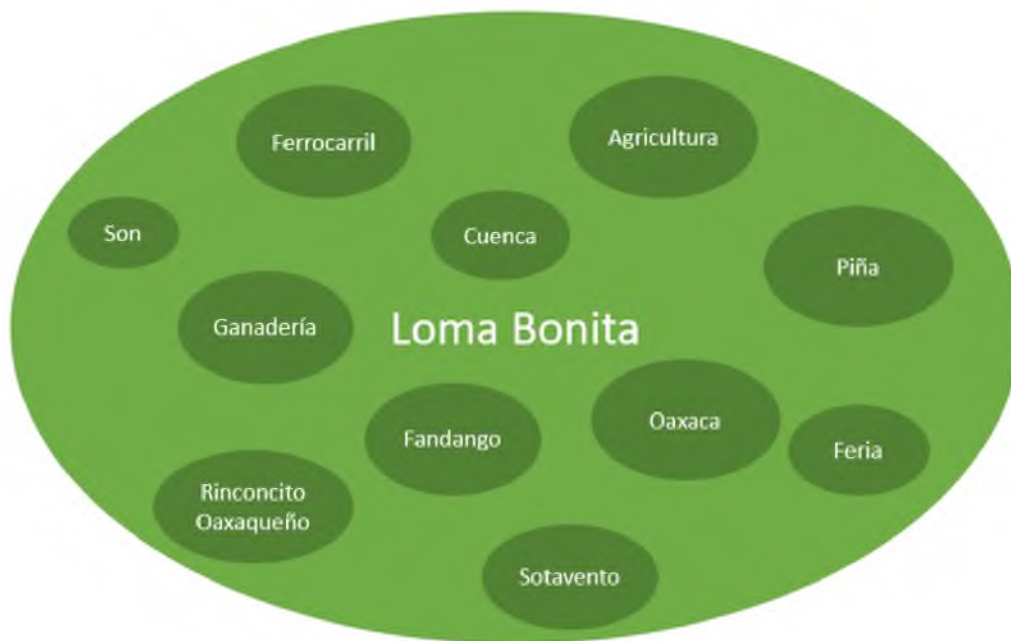 Ferrocarril
Agricultura
Son
Cuenca
Piña
Ganadería
Loma Bonita
Fandango
Oaxaca
Feria
Rinconcito
Oaxaqueño
Sotavento